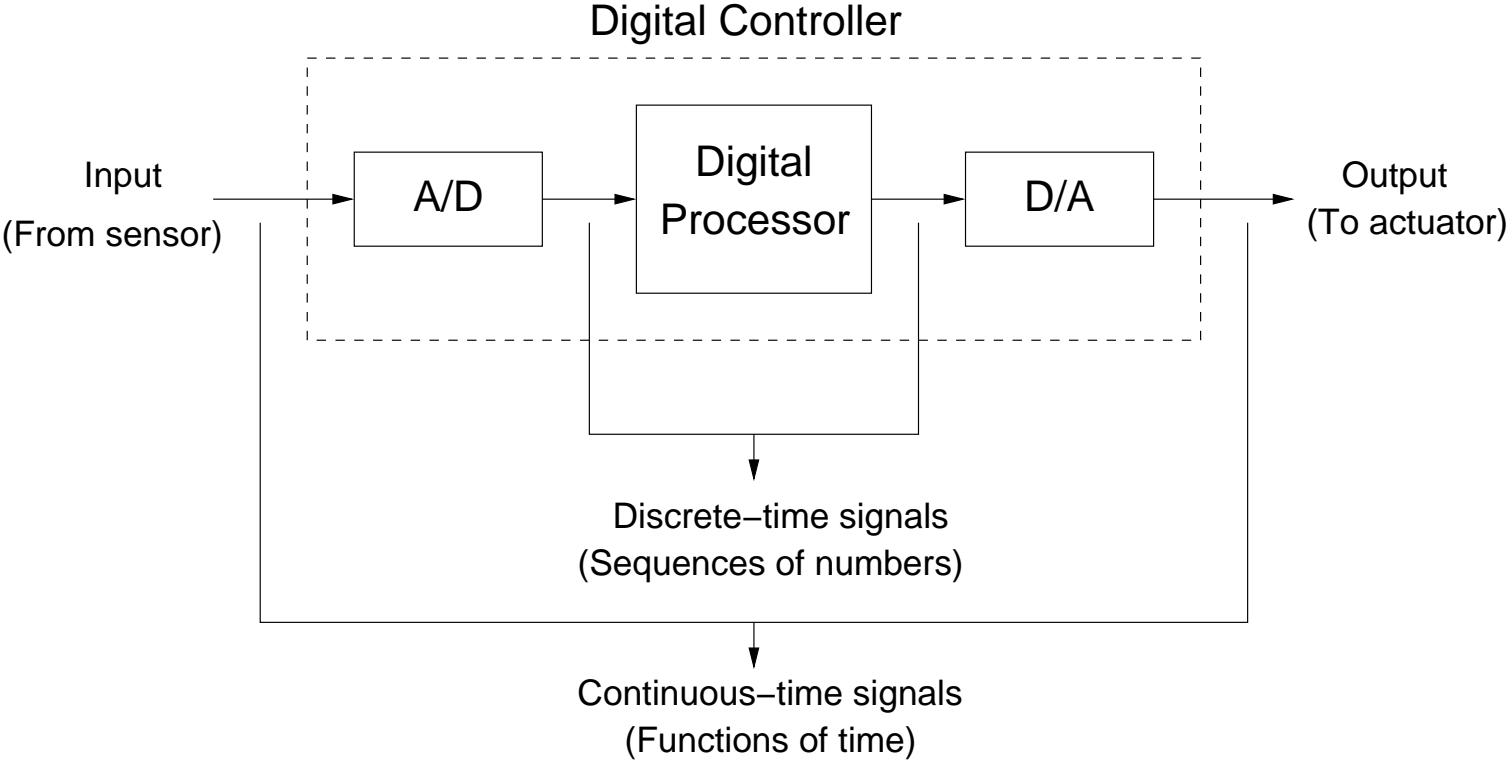 Digital Controller
Input
(From sensor)
A/D
Digital
Processor
D/A
Output
(To actuator)
Discrete−time signals
(Sequences of numbers)
Continuous−time signals
(Functions of time)